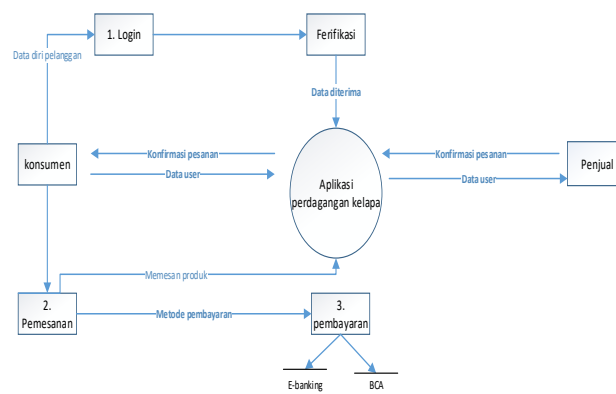 1. Login
Ferifikasi
Data diri pelanggan
Data diterima
konsumen
Konfirmasi pesanan
Data user
Aplikasi
perdagangan kelapa
Konfirmasi pesanan
Data user
Penjual
Memesan produk
2.
Pemesanan
Metode pembayaran
3.
pembayaran
E-banking
BCA